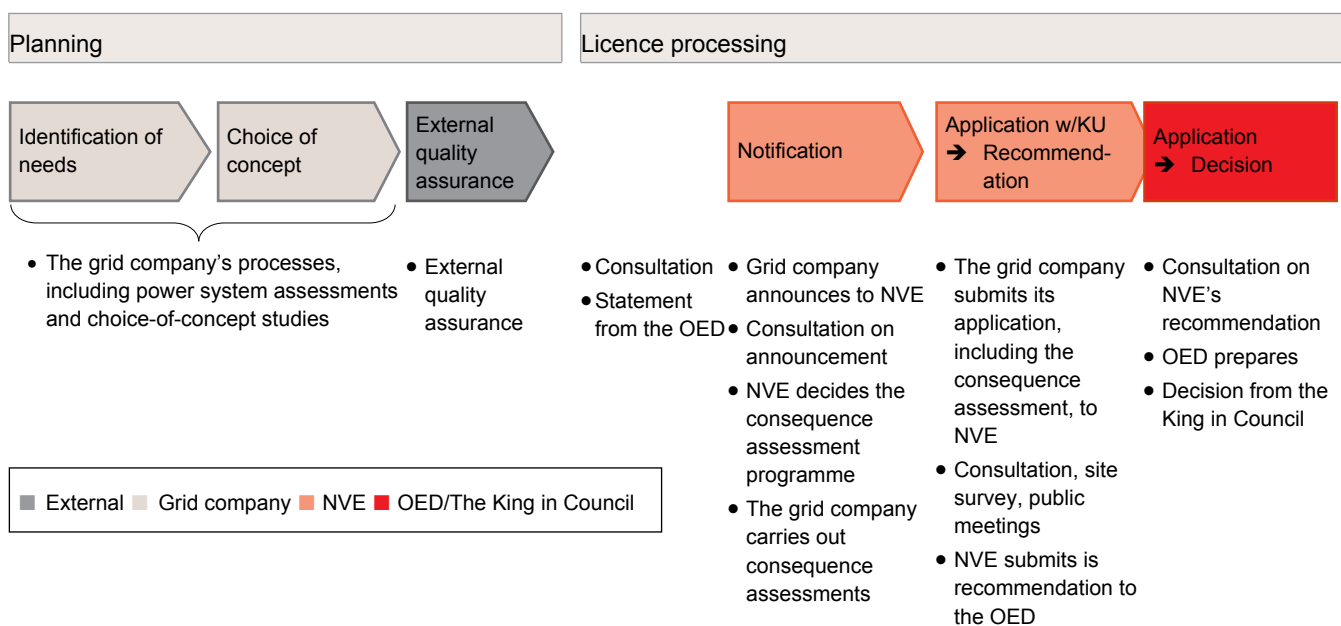 Planning
Licence processing
Identification of
needs
Choice of
concept
External
quality
assurance
Notification
Application w/KU
➔ Recommend-
ation
Application
➔ Decision
• The grid company's processes,
including power system assessments
and choice-of-concept studies
• External
quality
assurance
• Consultation
• Statement
from the OED
• Grid company
announces to NVE
• Consultation on
announcement
• NVE decides the
consequence
assessment
programme
• The grid company
carries out
consequence
assessments
• The grid company
submits its
application,
including the
consequence
assessment, to
NVE
• Consultation, site
survey, public
meetings
• NVE submits is
recommendation to
the OED
• Consultation on
NVE's
recommendation
• OED prepares
• Decision from the
King in Council
External Grid company NVE OED/The King in Council